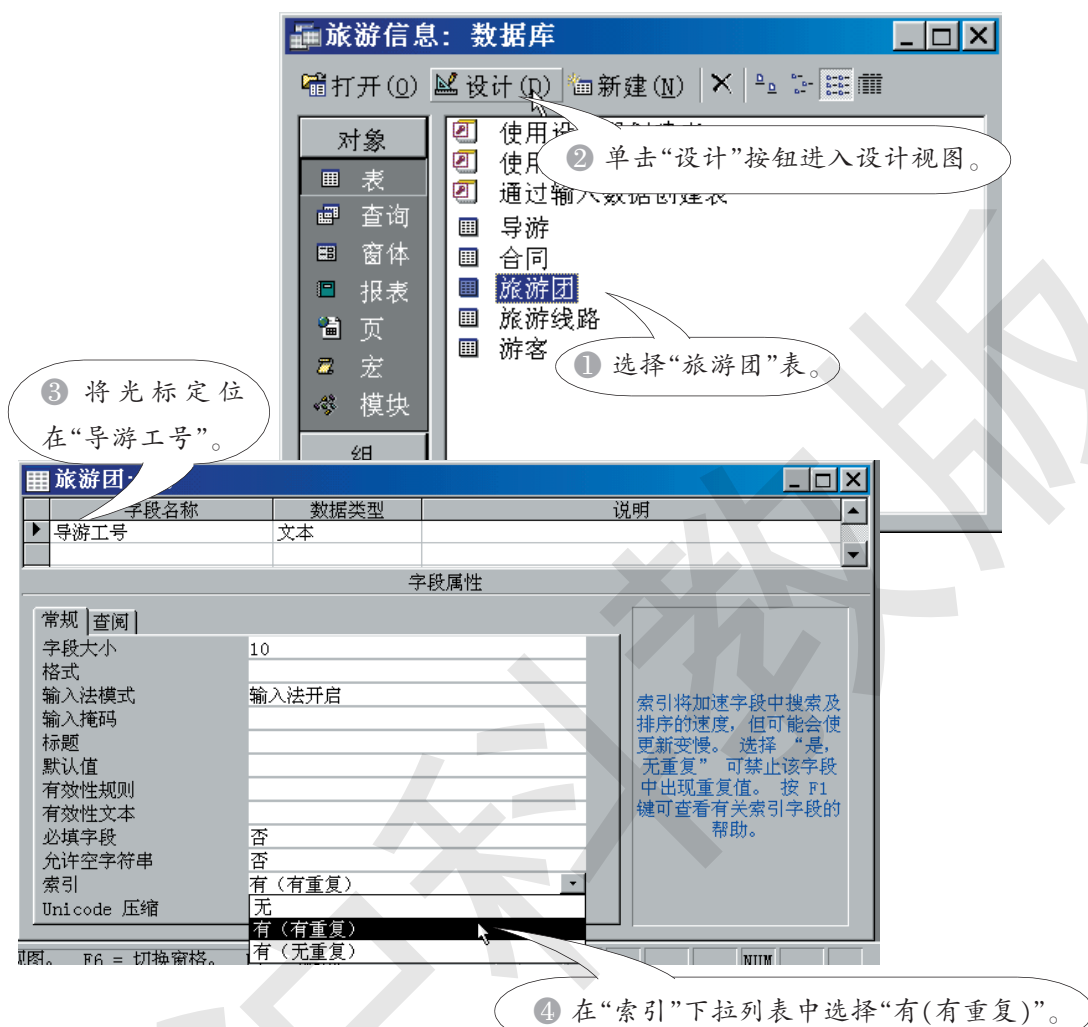 旅游信息: 数据库
打开(O) 设计(D) 新建(N)
对象
表
查询
窗体
报表
页
宏
模块
组
使用设
使用
通过输入数据创建表
导游
合同
旅游团
旅游线路
游客
❷ 单击“设计”按钮进入设计视图。
❶ 选择“旅游团”表。
❸ 将光标定位
在“导游工号”。
旅游团:
字段名称 数据类型 说明
导游工号 文本
字段属性
常规 查阅
字段大小 10
格式
输入法模式 输入法开启
输入掩码
标题
默认值
有效性规则
有效性文本
必填字段 否
允许空字符串 否
索引 有（有重复）
Unicode 压缩
无
有（有重复）
有（无重复）
索引将加速字段中搜索及
排序的速度，但可能会使
更新变慢。 选择 “是，
无重复” 可禁止该字段
中出现重复值。 按 F1
键可查看有关索引字段的
帮助。
视图。 F6 = 切换窗格。 NUM
❹ 在“索引”下拉列表中选择“有(有重复)”。
科教版